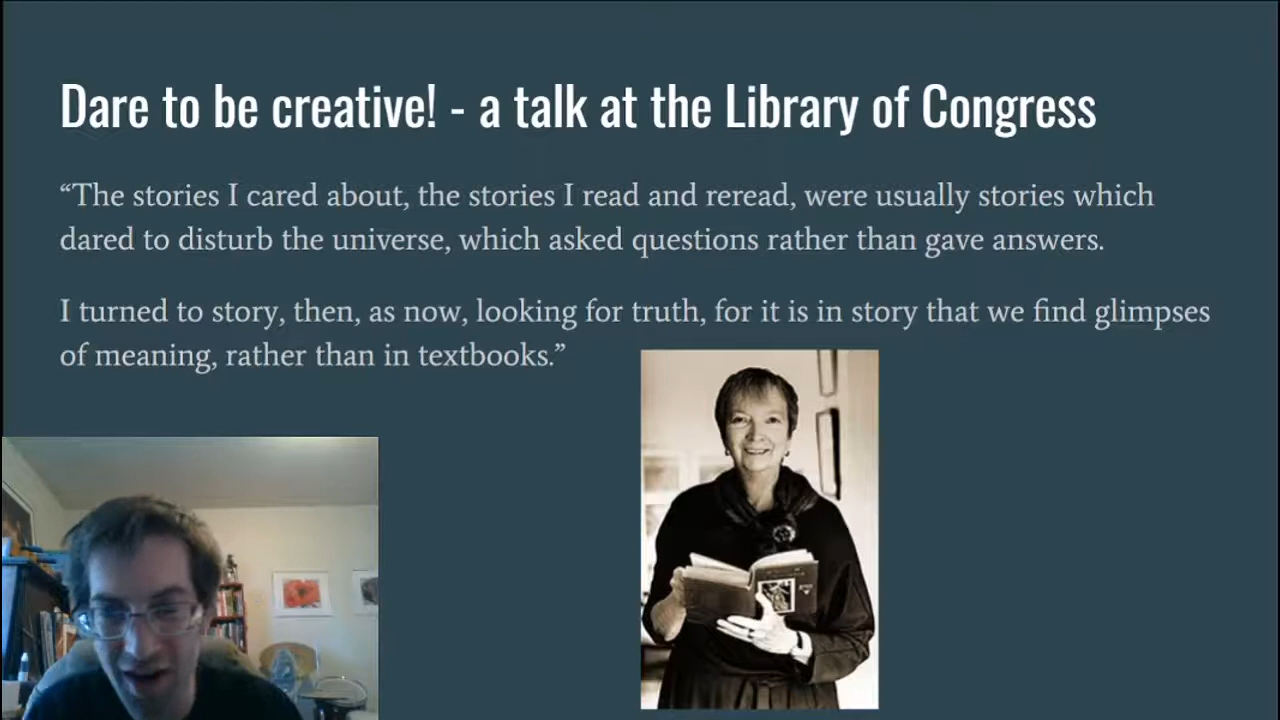 Dare to be creative! - a talk at the Library of Congress
“The stories I cared about, the stories I read and reread, were usually stories which
dared to disturb the universe, which asked questions rather than gave answers.
I turned to story, then, as now, looking for truth, for it is in story that we find glimpses
of meaning, rather than in textbooks.”